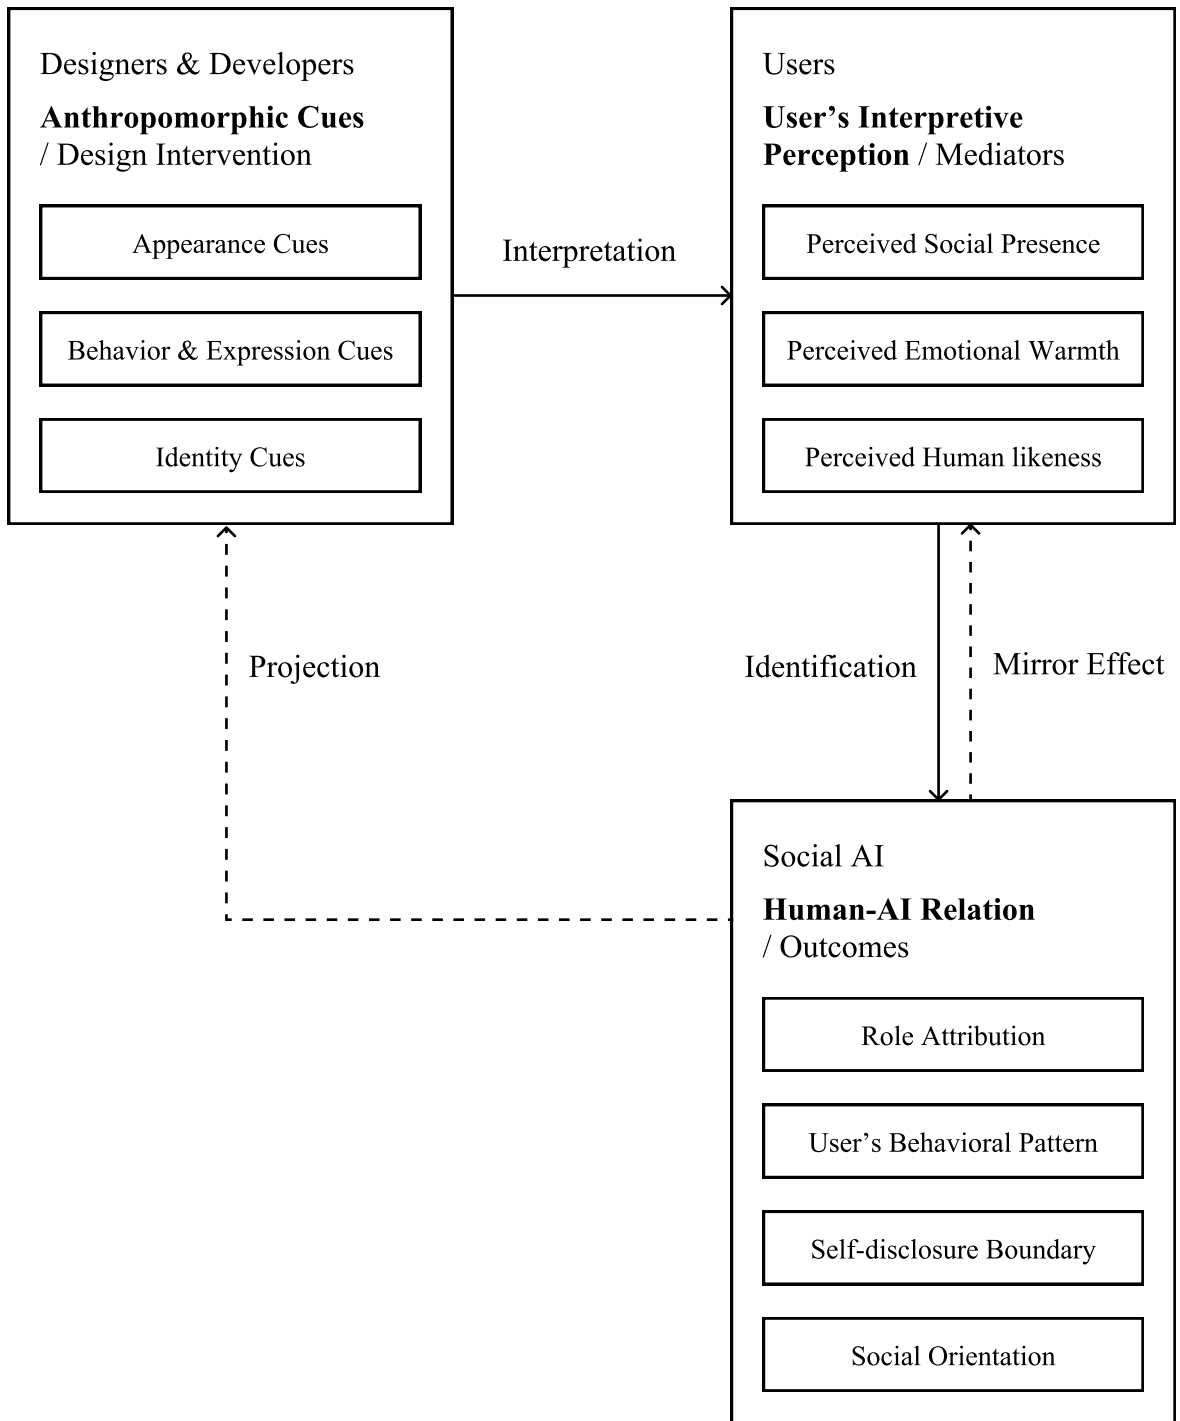 Designers & Developers
Anthropomorphic Cues
/ Design Intervention
Appearance Cues
Behavior & Expression Cues
Identity Cues
Interpretation
Users
User’s Interpretive
Perception / Mediators
Perceived Social Presence
Perceived Emotional Warmth
Perceived Human likeness
Projection
Identification
Mirror Effect
Social AI
Human-AI Relation
/ Outcomes
Role Attribution
User’s Behavioral Pattern
Self-disclosure Boundary
Social Orientation